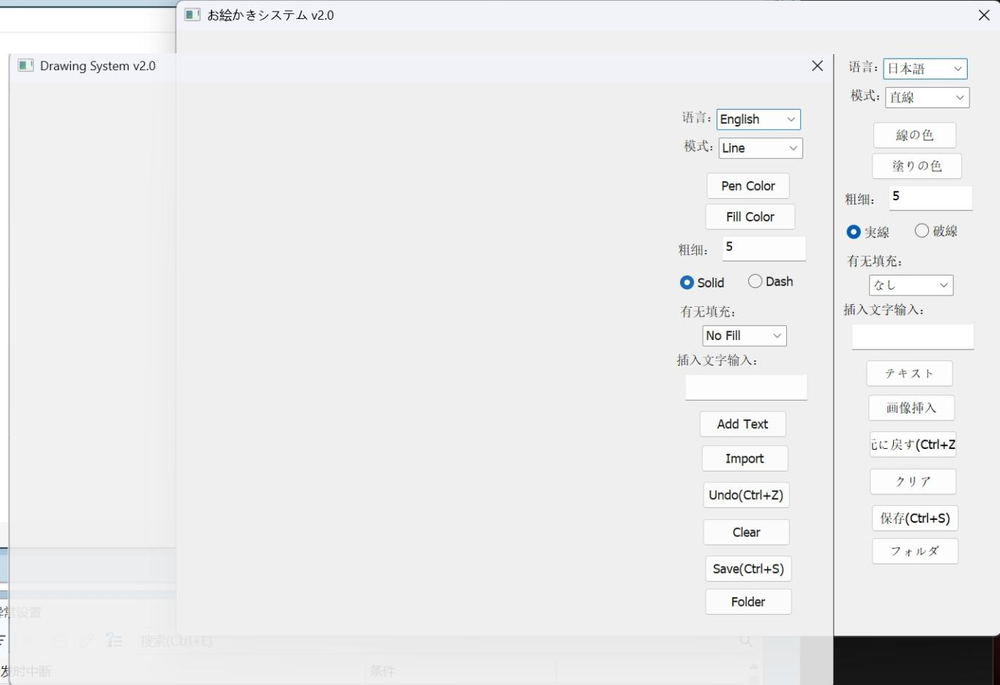 お絵かきシステム v2.0
Drawing System v2.0
语言：
English
模式：
Line
Pen Color
Fill Color
粗细：
5
Solid
Dash
有无填充：
No Fill
插入文字输入：
Add Text
Import
Undo(Ctrl+Z)
Clear
Save(Ctrl+S)
Folder
语言：
日本語
模式：
直線
線の色
塗りの色
粗细：
5
実線
破線
有无填充：
なし
插入文字输入：
テキスト
画像挿入
に戻す(Ctrl+Z
クリア
保存(Ctrl+S)
フォルダ
常设置
搜索(Ctrl+E)
发时中断
条件